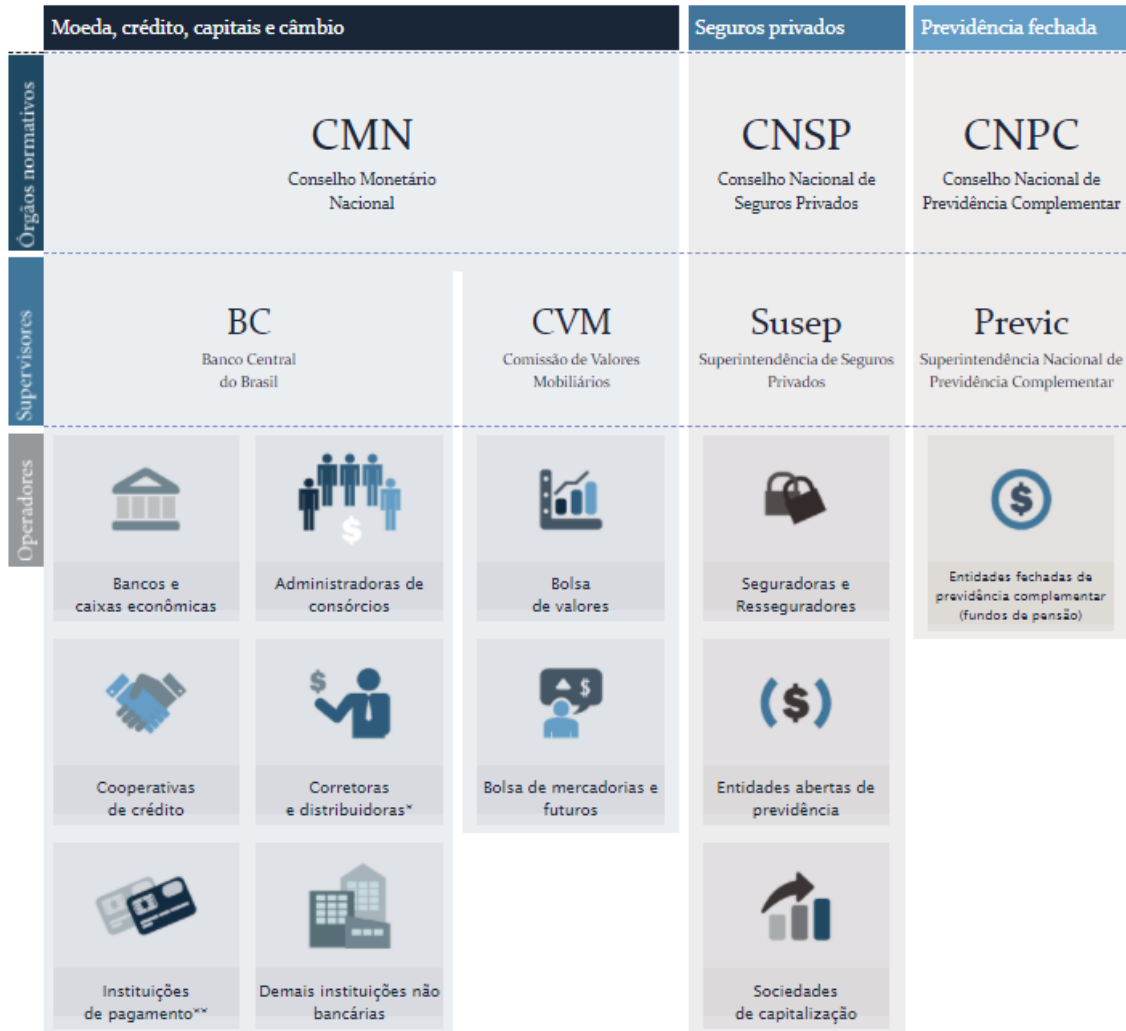 Moeda, crédito, capitais e câmbio
Seguros privados
Previdência fechada
Órgãos normativos
CMN
Conselho Monetário
Nacional
CNSP
Conselho Nacional de
Seguros Privados
CNPC
Conselho Nacional de
Previdência Complementar
Supervisores
BC
Banco Central
do Brasil
CVM
Comissão de Valores
Mobiliários
Susep
Superintendência de Seguros
Privados
Previc
Superintendência Nacional de
Previdência Complementar
Operadores
Bancos e
caixas econômicas
Administradoras de
consórcios
Bolsa
de valores
Seguradoras e
Resseguradores
Entidades fechadas de
previdência complementar
(fundos de pensão)
Cooperativas
de crédito
Corretoras
e distribuidoras*
Bolsa de mercadorias e
futuros
Entidades abertas de
previdência
Instituições
de pagamento**
Demais instituições não
bancárias
Sociedades
de capitalização